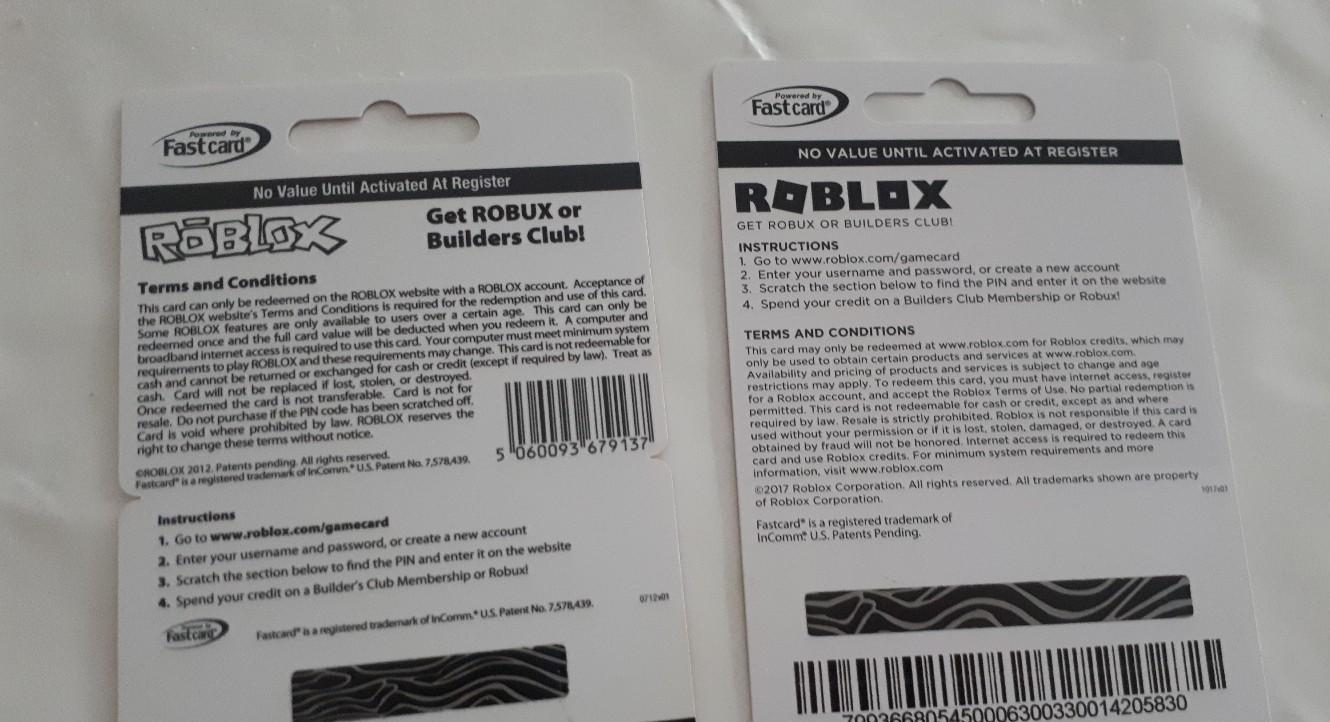 Powered by
Fastcard®
No Value Until Activated At Register
ROBLOX
Get ROBUX or
Builders Club!
Terms and Conditions
This card can only be redeemed on the ROBLOX website with a ROBLOX account. Acceptance of
the ROBLOX website's Terms and Conditions is required for the redemption and use of this card.
Some ROBLOX features are only available to users over a certain age. This card can only be
redeemed once and the full card value will be deducted when you redeem it. A computer and
broadband internet access is required to use this card. Your computer must meet minimum system
requirements to play ROBLOX and these requirements may change. This card is not redeemable for
cash and cannot be returned or exchanged for cash or credit (except if required by law). Treat as
cash. Card will not be replaced if lost, stolen, or destroyed.
Once redeemed the card is not transferable. Card is not for
resale. Do not purchase if the PIN code has been scratched off.
Card is void where prohibited by law. ROBLOX reserves the
right to change these terms without notice.
5 060093 679137
©ROBLOX 2012. Patents pending. All rights reserved.
Fastcard® is a registered trademark of InComm.® U.S. Patent No. 7,578,439.
Instructions
1. Go to www.roblox.com/gamecard
2. Enter your username and password, or create a new account
3. Scratch the section below to find the PIN and enter it on the website
4. Spend your credit on a Builder's Club Membership or Robux!
0712v01
Fastcard
Fastcard® is a registered trademark of InComm.® U.S. Patent No. 7,578,439.
Powered by
Fastcard®
NO VALUE UNTIL ACTIVATED AT REGISTER
ROBLOX
GET ROBUX OR BUILDERS CLUB!
INSTRUCTIONS
1. Go to www.roblox.com/gamecard
2. Enter your username and password, or create a new account
3. Scratch the section below to find the PIN and enter it on the website
4. Spend your credit on a Builders Club Membership or Robux!
TERMS AND CONDITIONS
This card may only be redeemed at www.roblox.com for Roblox credits, which may
only be used to obtain certain products and services at www.roblox.com.
Availability and pricing of products and services is subject to change and age
restrictions may apply. To redeem this card, you must have internet access, register
for a Roblox account, and accept the Roblox Terms of Use. No partial redemption is
permitted. This card is not redeemable for cash or credit, except as and where
required by law. Resale is strictly prohibited. Roblox is not responsible if this card is
used without your permission or if it is lost, stolen, damaged, or destroyed. A card
obtained by fraud will not be honored. Internet access is required to redeem this
card and use Roblox credits. For minimum system requirements and more
information, visit www.roblox.com
©2017 Roblox Corporation. All rights reserved. All trademarks shown are property
of Roblox Corporation.
1017v01
Fastcard® is a registered trademark of
InComm.® U.S. Patents Pending.